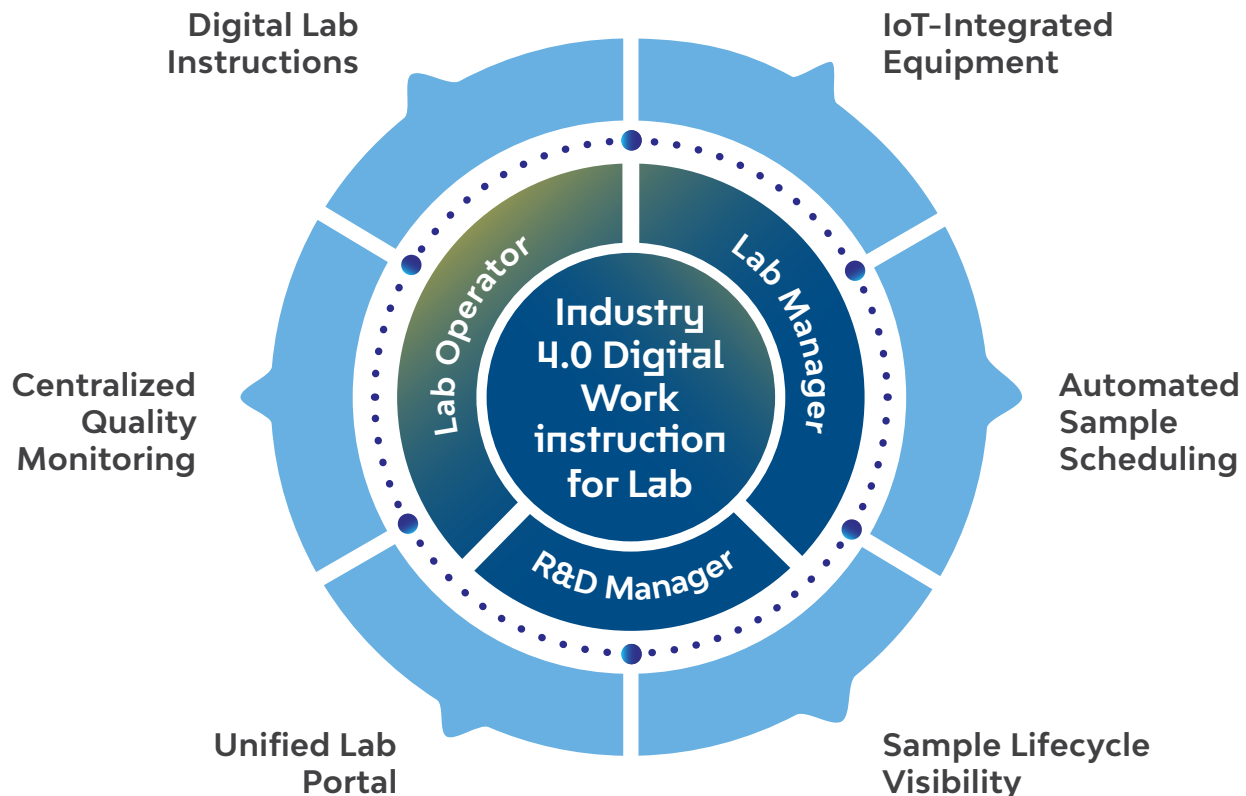 Digital Lab
Instructions
IoT-Integrated
Equipment
Lab Operator
Lab Manager
Industry
4.0 Digital
Work
instruction
for Lab
R&D Manager
Centralized
Quality
Monitoring
Automated
Sample
Scheduling
Unified Lab
Portal
Sample Lifecycle
Visibility